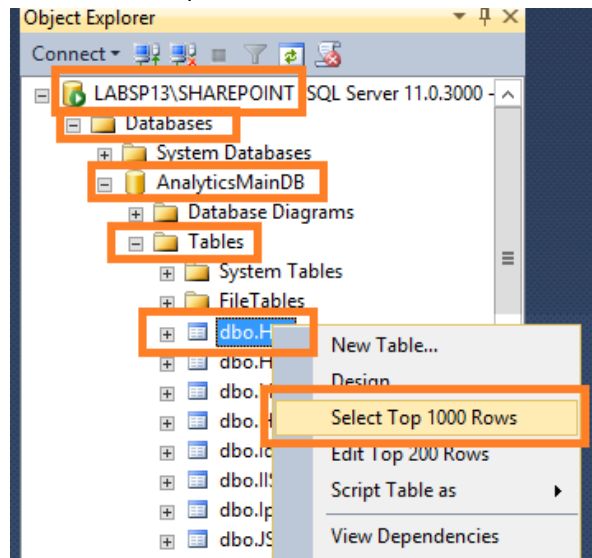 Object Explorer
Connect
LABSP13\SHAREPOINT SQL Server 11.0.3000 -
Databases
System Databases
AnalyticsMainDB
Database Diagrams
Tables
System Tables
FileTables
dbo.H
New Table...
dbo.H
Design
dbo.
Select Top 1000 Rows
dbo.
Edit Top 200 Rows
dbo.Ic
dbo.IIS
Script Table as
dbo.Ip
dbo.JS
View Dependencies